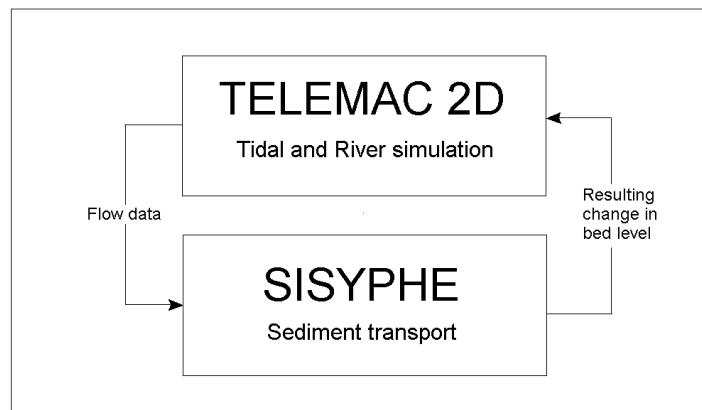 TELEMAC 2D
Tidal and River simulation
Flow data
Resulting
change in
bed level
SISYPHE
Sediment transport